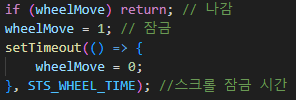 if (wheelMove) return; // 나감
wheelMove = 1; // 잠금
setTimeout(() => {
    wheelMove = 0;
}, STS_WHEEL_TIME); //스크롤 잠금 시간